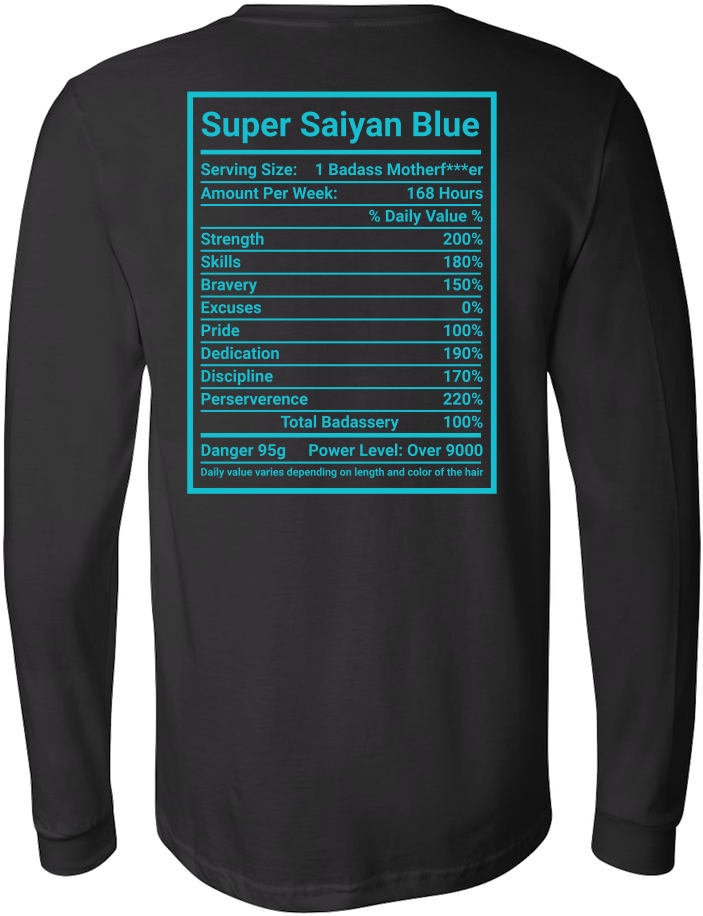 Super Saiyan Blue
Serving Size: 1 Badass Motherf***er
Amount Per Week: 168 Hours
% Daily Value %
Strength 200%
Skills 180%
Bravery 150%
Excuses 0%
Pride 100%
Dedication 190%
Discipline 170%
Perserverence 220%
Total Badassery 100%
Danger 95g Power Level: Over 9000
Daily value varies depending on length and color of the hair